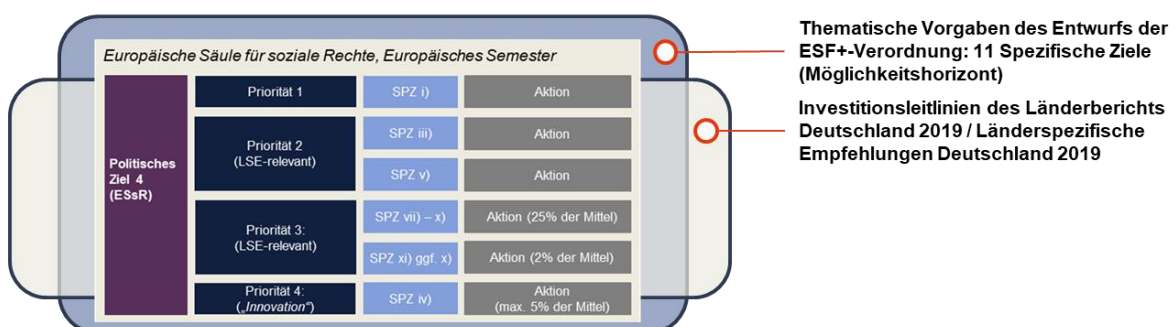 Europäische Säule für soziale Rechte, Europäisches Semester
Politisches
Ziel 4
(ESsR)
Priorität 1
SPZ i)
Aktion
Priorität 2
(LSE-relevant)
SPZ iii)
Aktion
SPZ v)
Aktion
Priorität 3:
(LSE-relevant)
SPZ vii) – x)
Aktion (25% der Mittel)
SPZ xi) ggf. x)
Aktion (2% der Mittel)
Priorität 4:
(„Innovation“)
SPZ iv)
Aktion
(max. 5% der Mittel)
Thematische Vorgaben des Entwurfs der
ESF+-Verordnung: 11 Spezifische Ziele
(Möglichkeitshorizont)
Investitionsleitlinien des Länderberichts
Deutschland 2019 / Länderspezifische
Empfehlungen Deutschland 2019